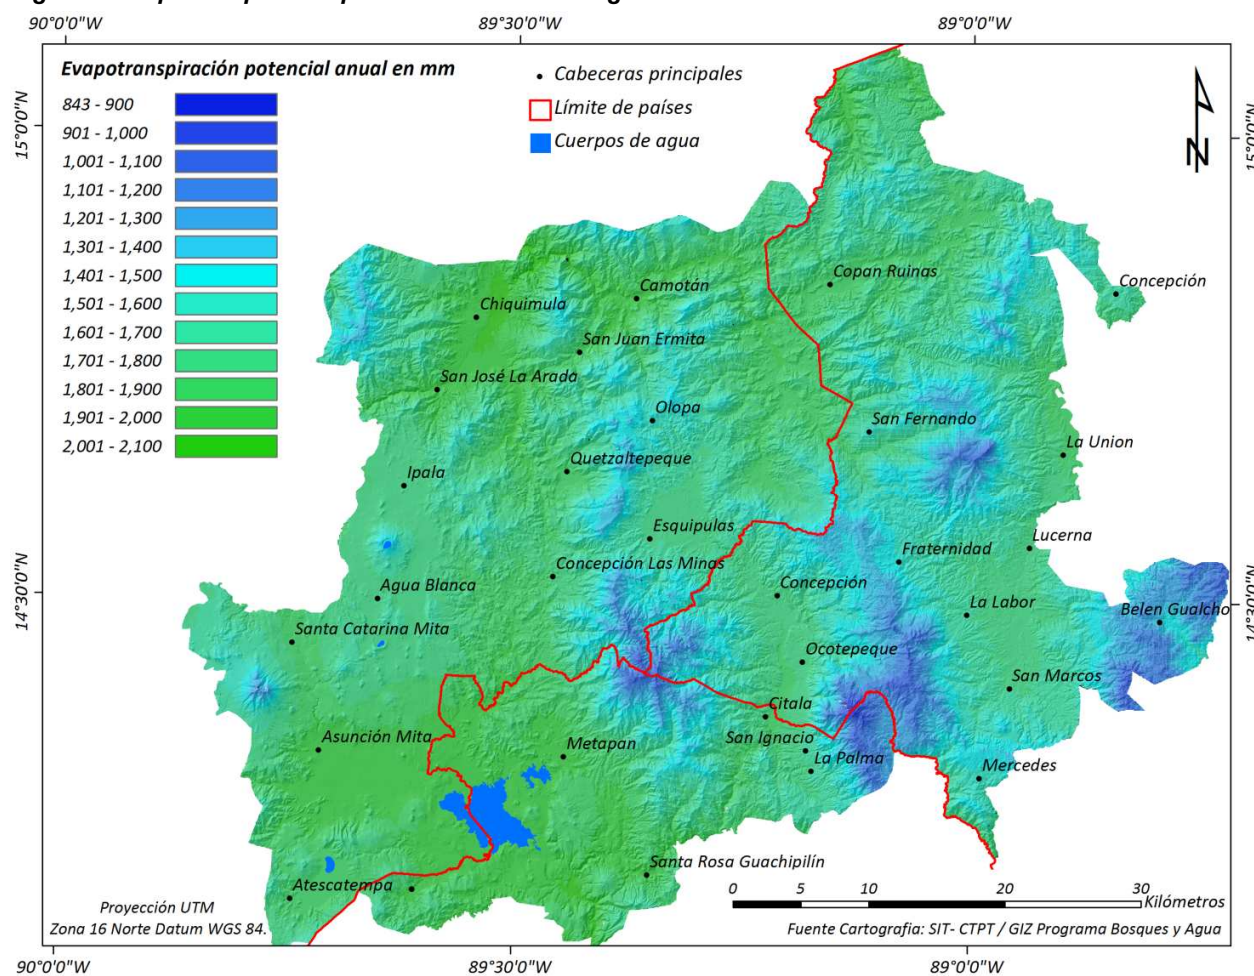 90°0'0"W
89°30'0"W
89°0'0"W
Evapotranspiración potencial anual en mm
843 - 900
901 - 1,000
1,001 - 1,100
1,101 - 1,200
1,201 - 1,300
1,301 - 1,400
1,401 - 1,500
1,501 - 1,600
1,601 - 1,700
1,701 - 1,800
1,801 - 1,900
1,901 - 2,000
2,001 - 2,100
Cabeceras principales
Límite de países
Cuerpos de agua
N
15°0'0"N
15°0'0"N
Copan Ruinas
Concepción
Camotán
Chiquimula
San Juan Ermita
San José La Arada
Olopa
San Fernando
La Union
Quetzaltepeque
Ipala
Esquipulas
Lucerna
Fraternidad
Concepción Las Minas
Agua Blanca
Concepción
La Labor
Belen Gualcho
14°30'0"N
14°30'0"N
Santa Catarina Mita
Ocotepeque
San Marcos
Citala
Asunción Mita
Metapan
San Ignacio
La Palma
Mercedes
Santa Rosa Guachipilín
Atescatempa
0 5 10 20 30
Kilómetros
Proyección UTM
Zona 16 Norte Datum WGS 84.
Fuente Cartografia: SIT- CTPT / GIZ Programa Bosques y Agua
90°0'0"W
89°30'0"W
89°0'0"W